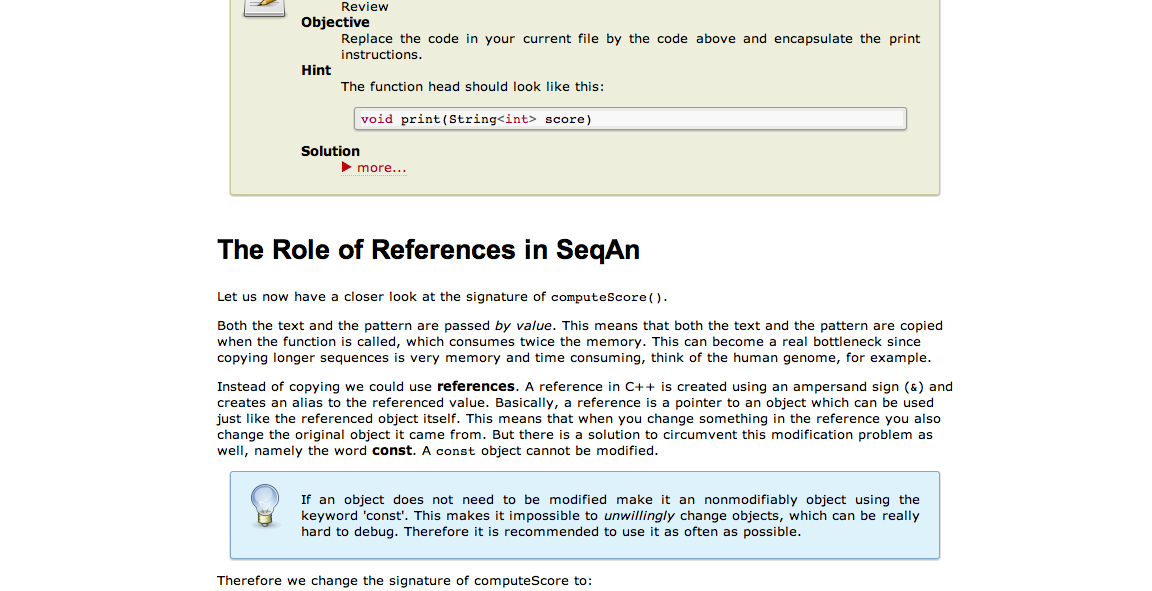 Review
Objective
Replace the code in your current file by the code above and encapsulate the print
instructions.
Hint
The function head should look like this:
void print(String<int> score)
Solution
more...
The Role of References in SeqAn
Let us now have a closer look at the signature of computeScore().
Both the text and the pattern are passed by value. This means that both the text and the pattern are copied
when the function is called, which consumes twice the memory. This can become a real bottleneck since
copying longer sequences is very memory and time consuming, think of the human genome, for example.
Instead of copying we could use references. A reference in C++ is created using an ampersand sign (&) and
creates an alias to the referenced value. Basically, a reference is a pointer to an object which can be used
just like the referenced object itself. This means that when you change something in the reference you also
change the original object it came from. But there is a solution to circumvent this modification problem as
well, namely the word const. A const object cannot be modified.
If an object does not need to be modified make it an nonmodifiably object using the
keyword 'const'. This makes it impossible to unwillingly change objects, which can be really
hard to debug. Therefore it is recommended to use it as often as possible.
Therefore we change the signature of computeScore to: